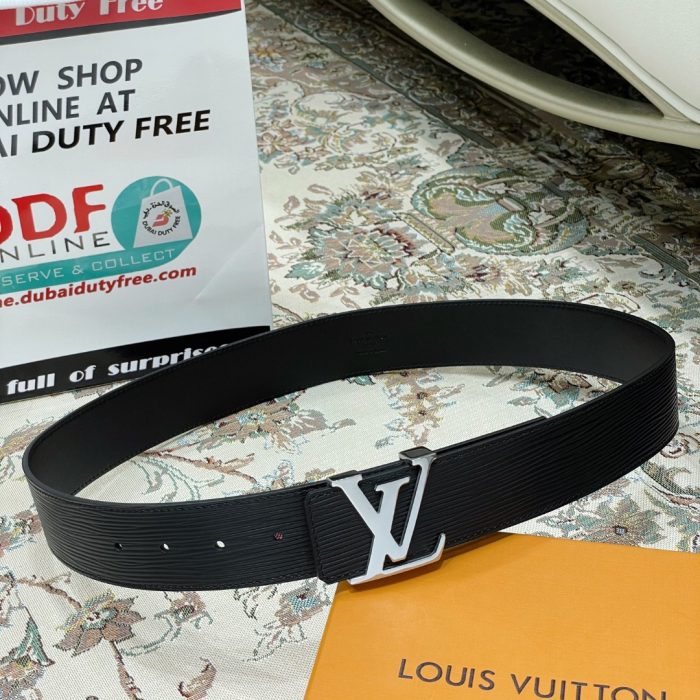 Duty Free
OW SHOP
NLINE AT
AI DUTY FREE
DDF
NLINE
SERVE & COLLECT
ne.dubaidutyfree.com
DUBAI DUTY FREE
full of surprises
LV
LOUIS VUITTON